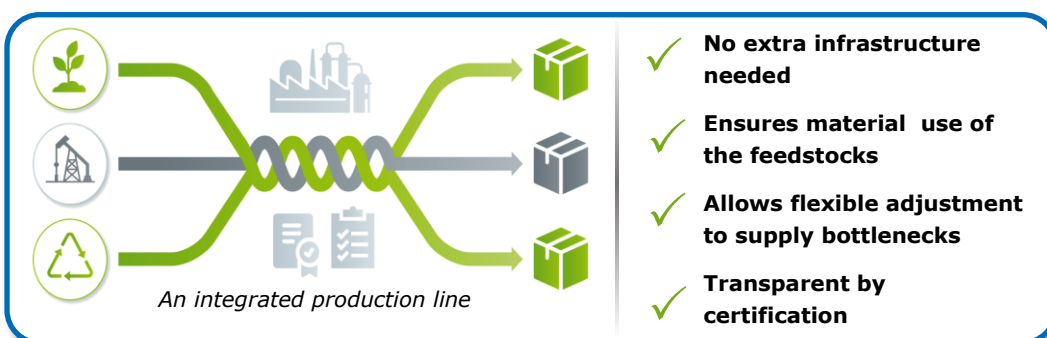 An integrated production line
No extra infrastructure
needed
Ensures material use of
the feedstocks
Allows flexible adjustment
to supply bottlenecks
Transparent by
certification